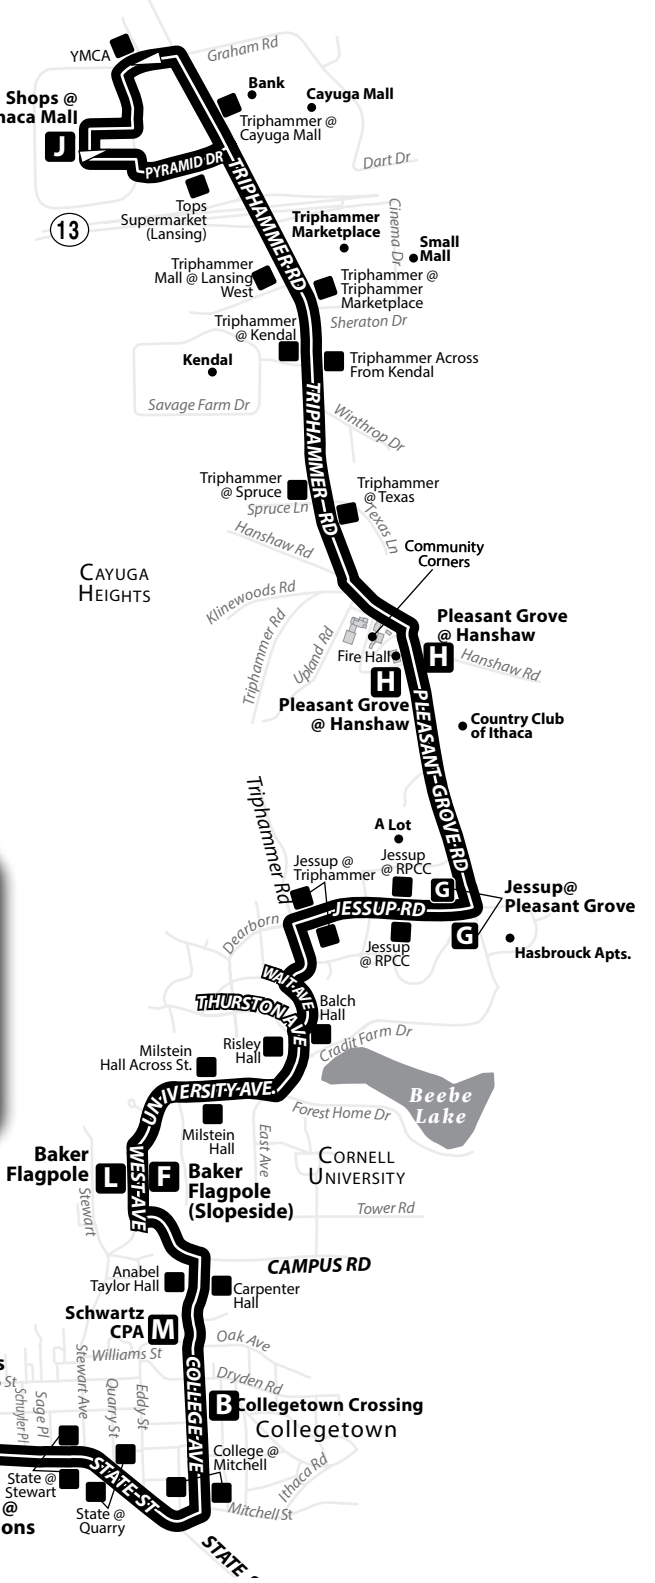 Graham Rd
YMCA
Bank
Cayuga Mall
Shops @
haca Mall
J
Triphammer @
Cayuga Mall
Dart Dr
PYRAMID DR
TRIPHAMMER RD
Tops
Supermarket
(Lansing)
13
Cinema Dr
Triphammer
Marketplace
Small
Mall
Triphammer
Mall @ Lansing
West
Triphammer @
Triphammer
Marketplace
Triphammer
@ Kendal
Sheraton Dr
Kendal
Triphammer Across
From Kendal
Savage Farm Dr
Winthrop Dr
TRIPHAMMER RD
Triphammer
@ Spruce
Spruce Ln
Triphammer
@ Texas
Texas Ln
Hanshaw Rd
Community
Corners
CAYUGA
HEIGHTS
Klinewoods Rd
Triphammer Rd
Upland Rd
Pleasant Grove
@ Hanshaw
H
Hanshaw Rd
Fire Hall
H
Pleasant Grove
@ Hanshaw
Country Club
of Ithaca
PLEASANT GROVE RD
Triphammer Rd
A Lot
Jessup @
Triphammer
Jessup
@ RPCC
G
Jessup@
Pleasant Grove
JESSUP RD
Dearborn
G
Jessup
@ RPCC
Hasbrouck Apts.
WAIT AVE
THURSTON AVE
Balch
Hall
Risley
Hall
Cradit Farm Dr
Milstein
Hall Across St.
UNIVERSITY AVE.
Beebe
Lake
Forest Home Dr
Milstein
Hall
East Ave
CORNELL
UNIVERSITY
Baker
Flagpole
L
F
Baker
Flagpole
(Slopeside)
WEST AVE
Stewart
Tower Rd
CAMPUS RD
Anabel
Taylor Hall
Carpenter
Hall
Schwartz
CPA
M
Oak Ave
Williams St
s
St
Schuyler Pl
Sage Pl
Stewart Ave
Quarry St
Eddy St
COLLEGE AVE
Dryden Rd
B
Collegetown Crossing
Collegetown
College @
Mitchell
Ithaca Rd
State @
Stewart
STATE ST
@
ons
State @
Quarry
Mitchell St
STATE